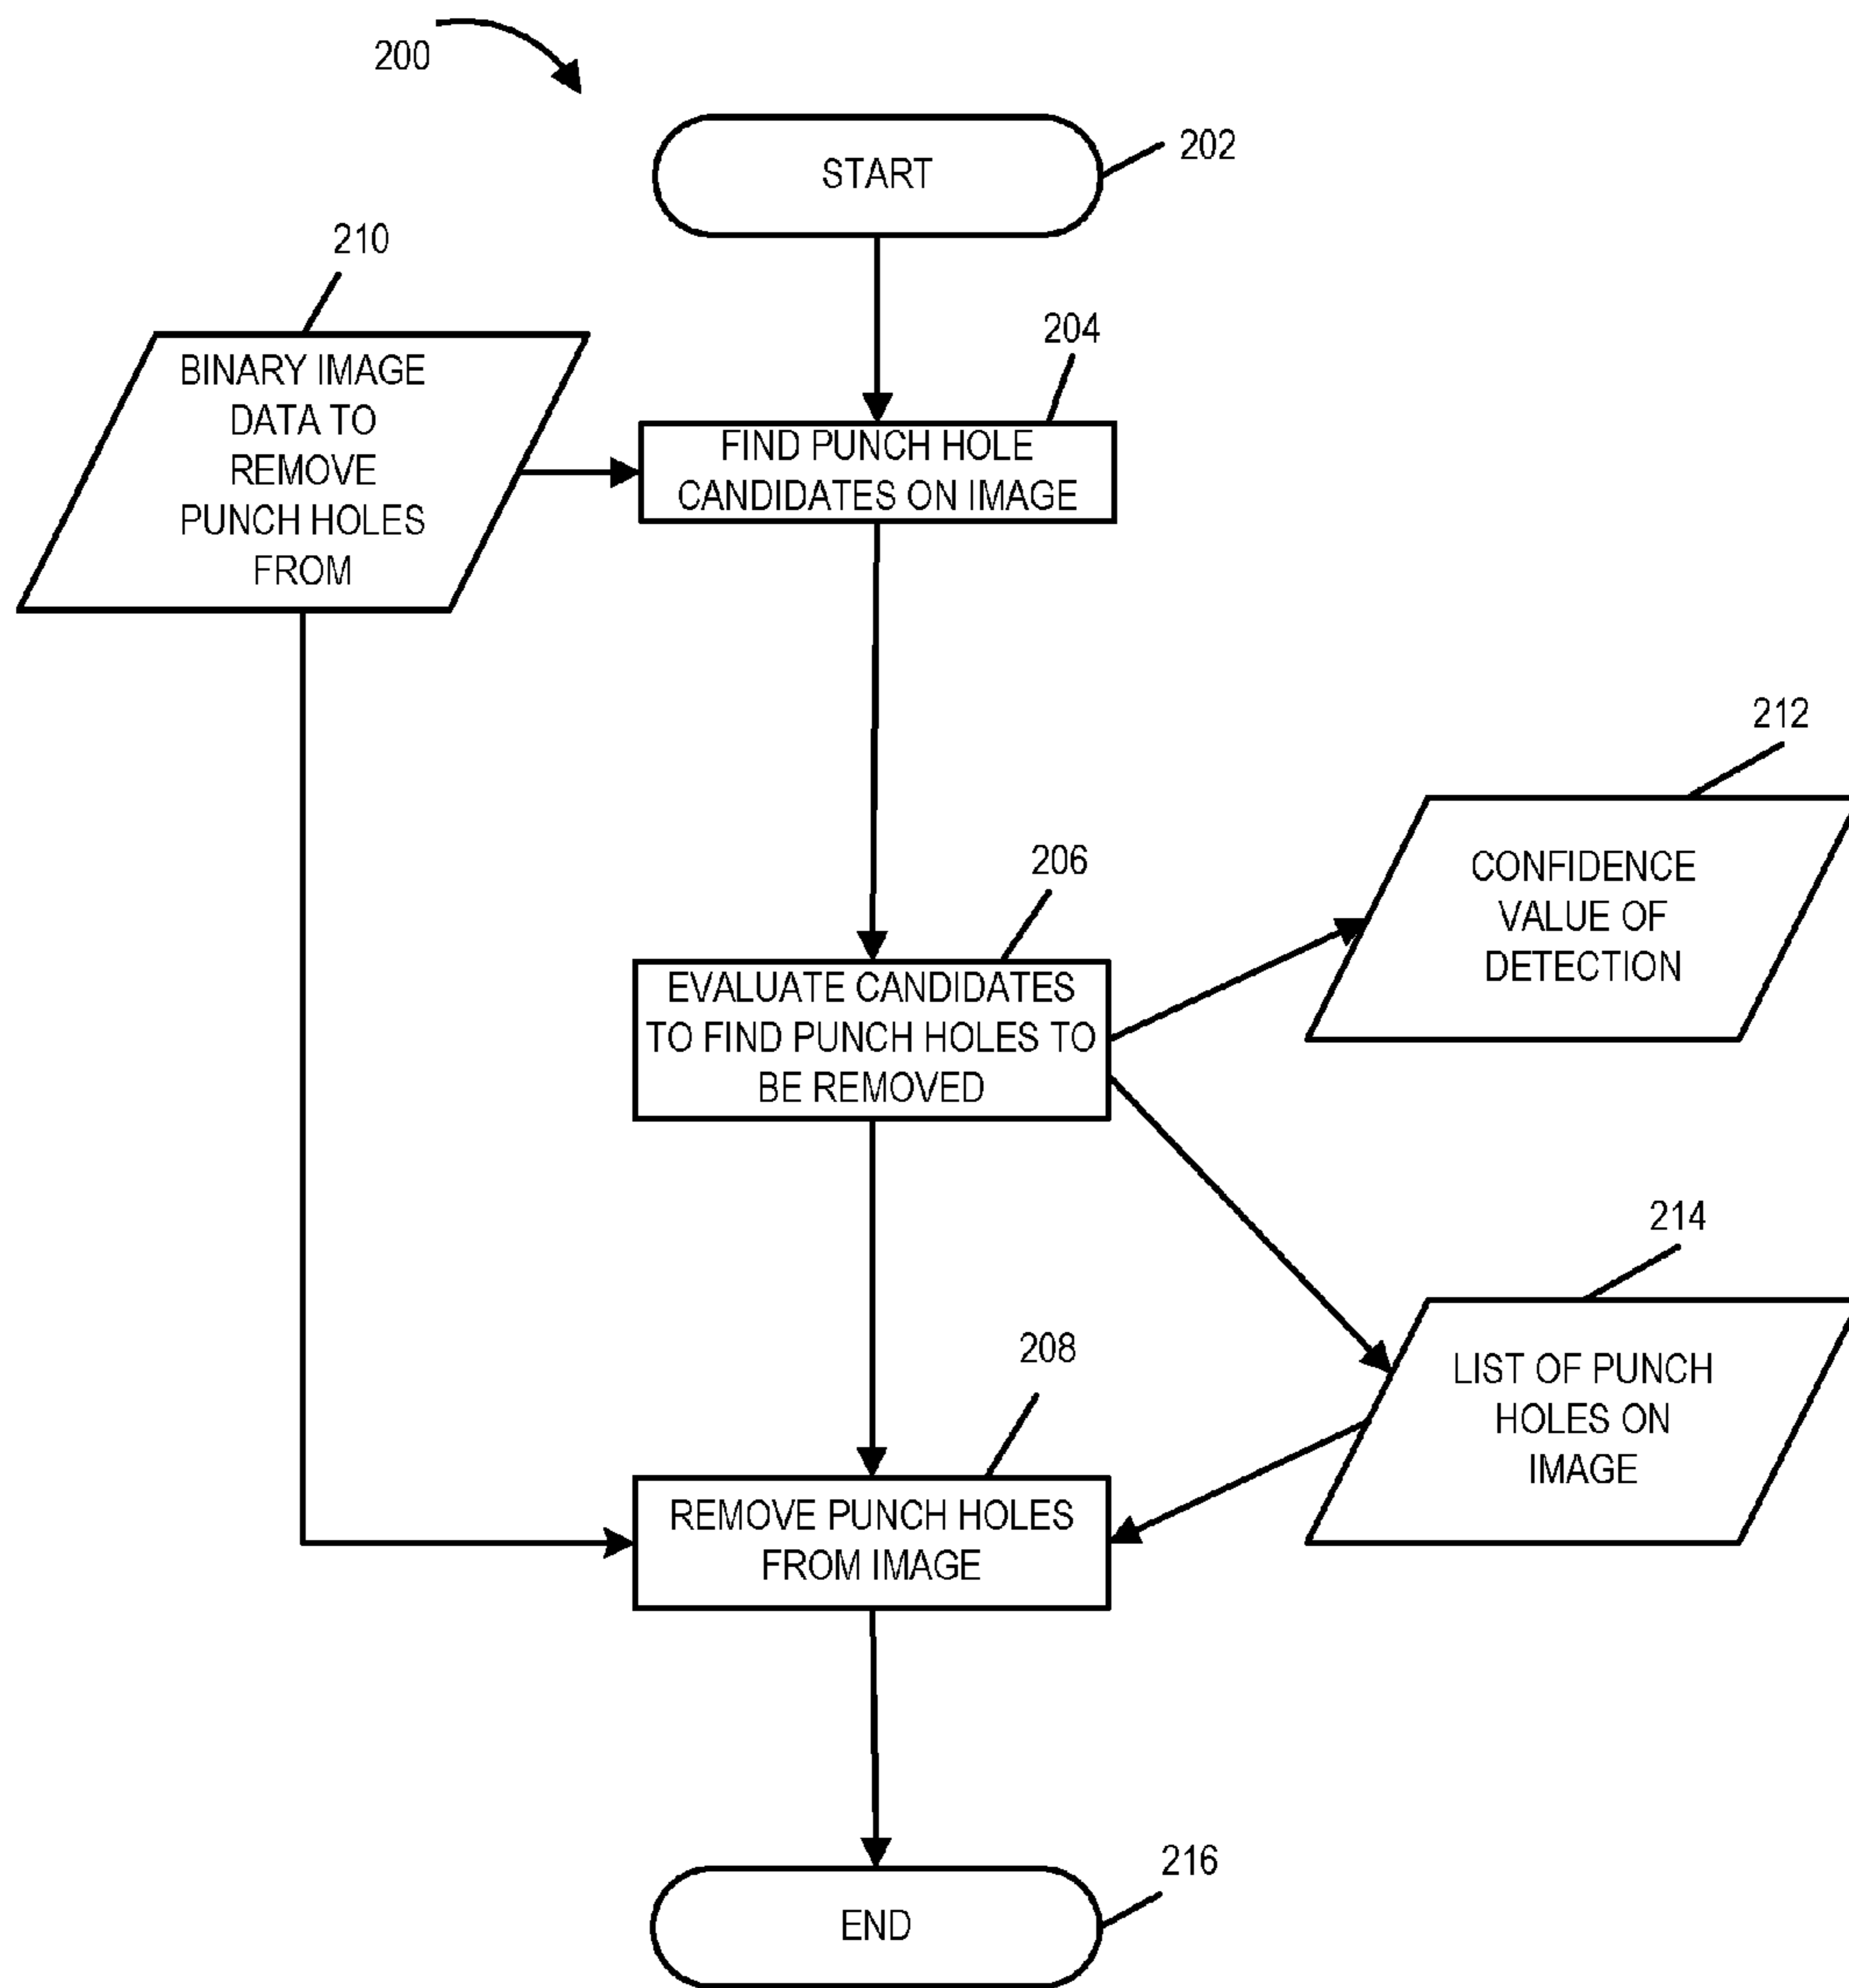 200
START
202
210
BINARY IMAGE
DATA TO
REMOVE
PUNCH HOLES
FROM
204
FIND PUNCH HOLE
CANDIDATES ON IMAGE
212
CONFIDENCE
VALUE OF
DETECTION
206
EVALUATE CANDIDATES
TO FIND PUNCH HOLES TO
BE REMOVED
214
LIST OF PUNCH
HOLES ON
IMAGE
208
REMOVE PUNCH HOLES
FROM IMAGE
216
END